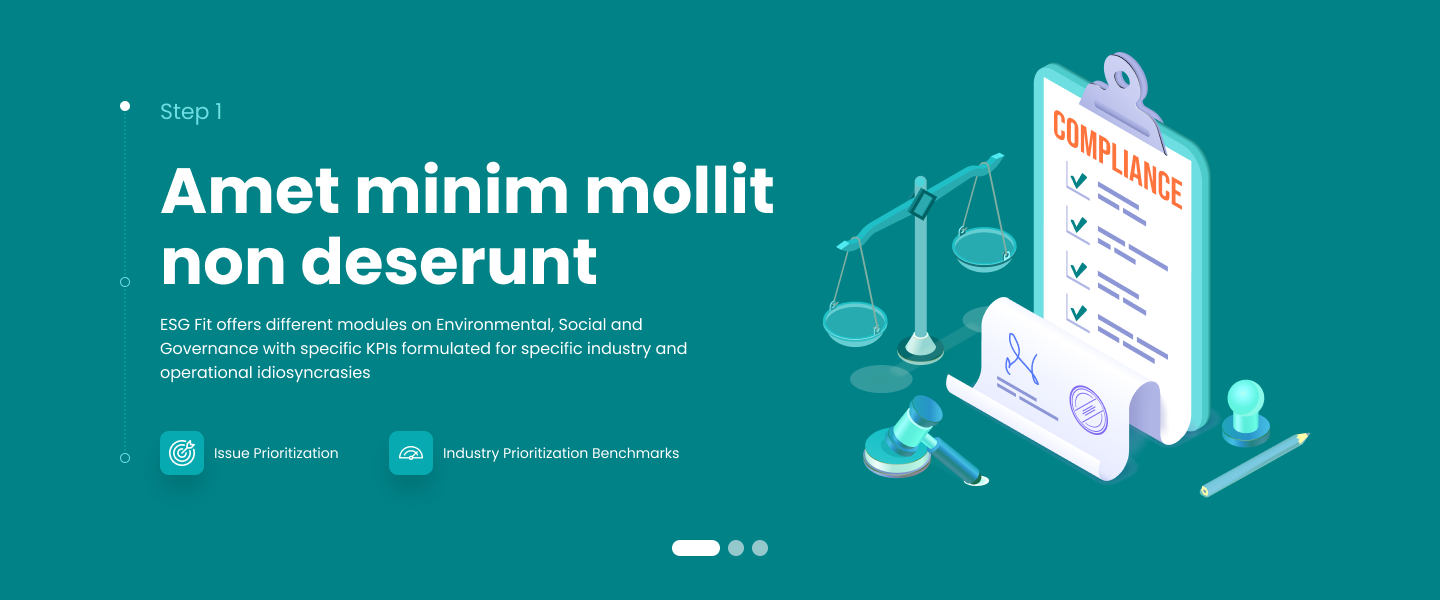 Step 1
Amet minim mollit
non deserunt
ESG Fit offers different modules on Environmental, Social and
Governance with specific KPIs formulated for specific industry and
operational idiosyncrasies
Issue Prioritization
Industry Prioritization Benchmarks
COMPLIANCE